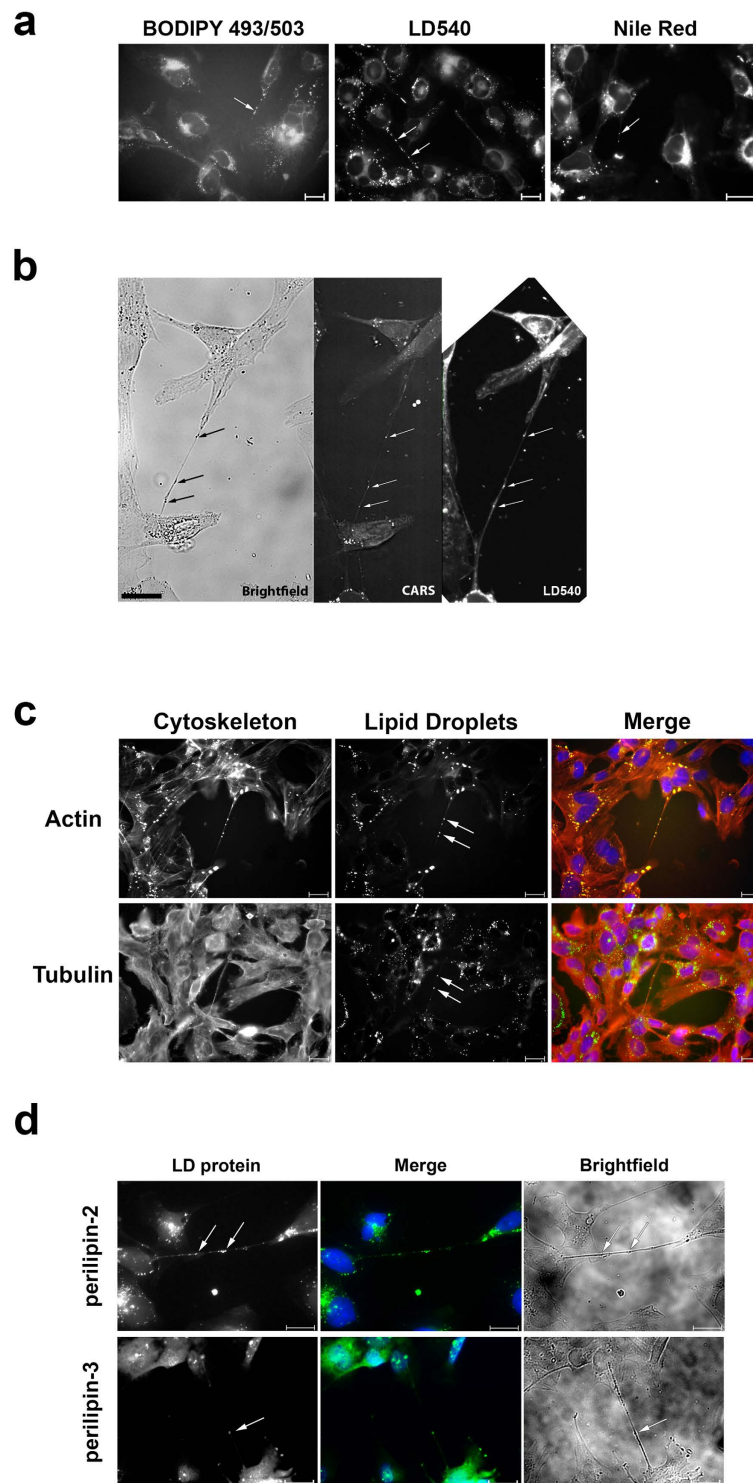 a
BODIPY 493/503 LD540 Nile Red
b
Brightfield CARS LD540
c
Cytoskeleton Lipid Droplets Merge
Actin
Tubulin
d
LD protein Merge Brightfield
perilipin-2
perilipin-3